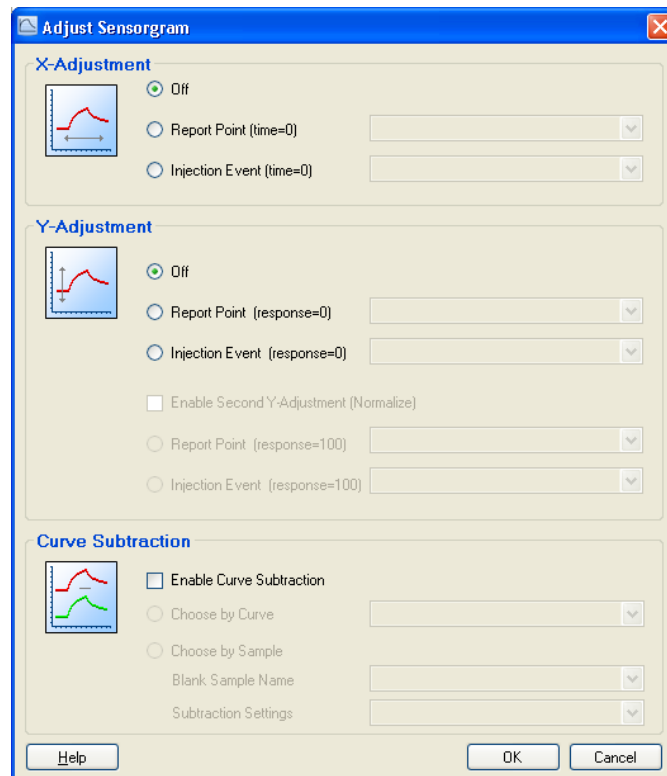 Adjust Sensorgram
X-Adjustment
Off
Report Point (time=0)
Injection Event (time=0)
Y-Adjustment
Off
Report Point (response=0)
Injection Event (response=0)
Enable Second Y-Adjustment (Normalize)
Report Point (response=100)
Injection Event (response=100)
Curve Subtraction
Enable Curve Subtraction
Choose by Curve
Choose by Sample
Blank Sample Name
Subtraction Settings
Help OK Cancel